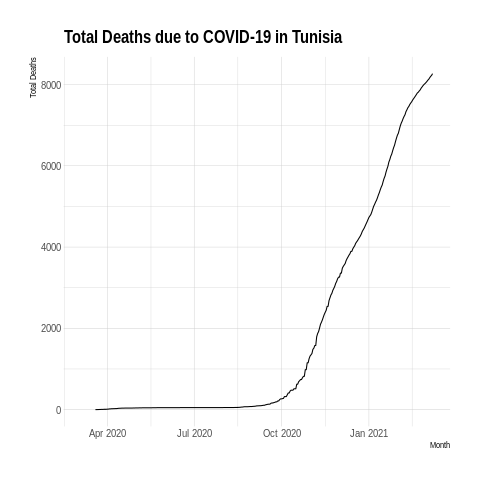 Total Deaths due to COVID-19 in Tunisia
Total Deaths
8000
6000
4000
2000
0
Apr 2020 Jul 2020 Oct 2020 Jan 2021
Month